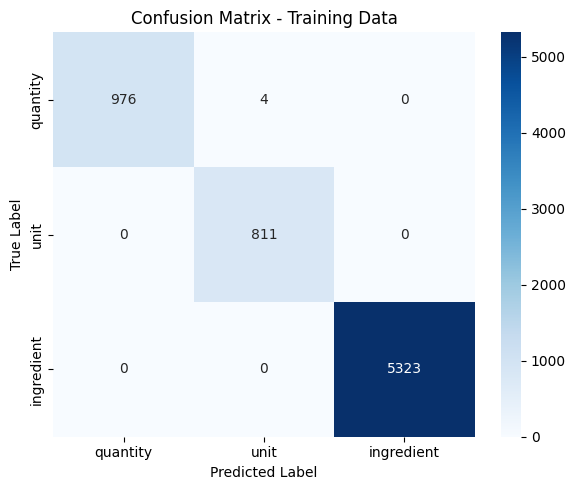 Confusion Matrix - Training Data
quantity 976 4 0
unit 0 811 0
ingredient 0 0 5323
quantity unit ingredient
True Label
Predicted Label
5000
4000
3000
2000
1000
0